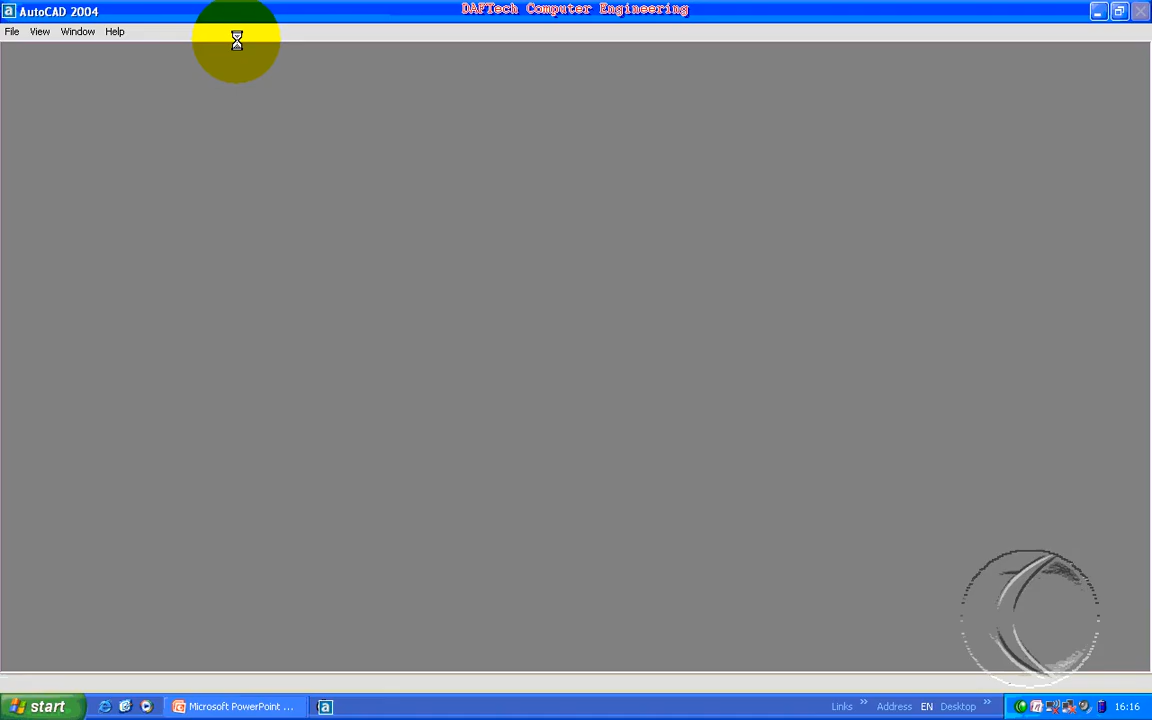 AutoCAD 2004
DAFTech Computer Engineering
File View Window Help
start
Microsoft PowerPoint ...
Links
Address
EN
Desktop
16:16